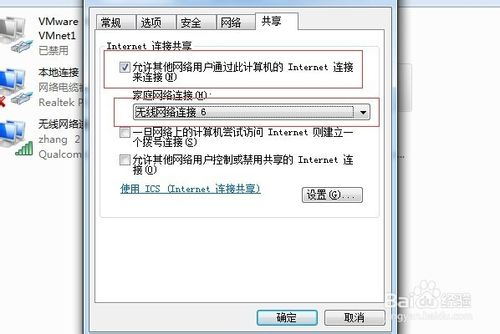 VMware
VMnet1
已禁用
本地连接
网络电缆
Realtek P
无线网络连
zhang 2
Qualcom
常规
选项
安全
网络
共享
Internet 连接共享
允许其他网络用户通过此计算机的 Internet 连接
来连接(N)
家庭网络连接(H):
无线网络连接 6
一旦网络上的计算机尝试访问 Internet 则建立一
个拨号连接(S)
允许其他网络用户控制或禁用共享的 Internet 连
接(O)
使用 ICS (Internet 连接共享)
设置(G)...
确定
取消
Baidu 经验
jingyan.baidu.com